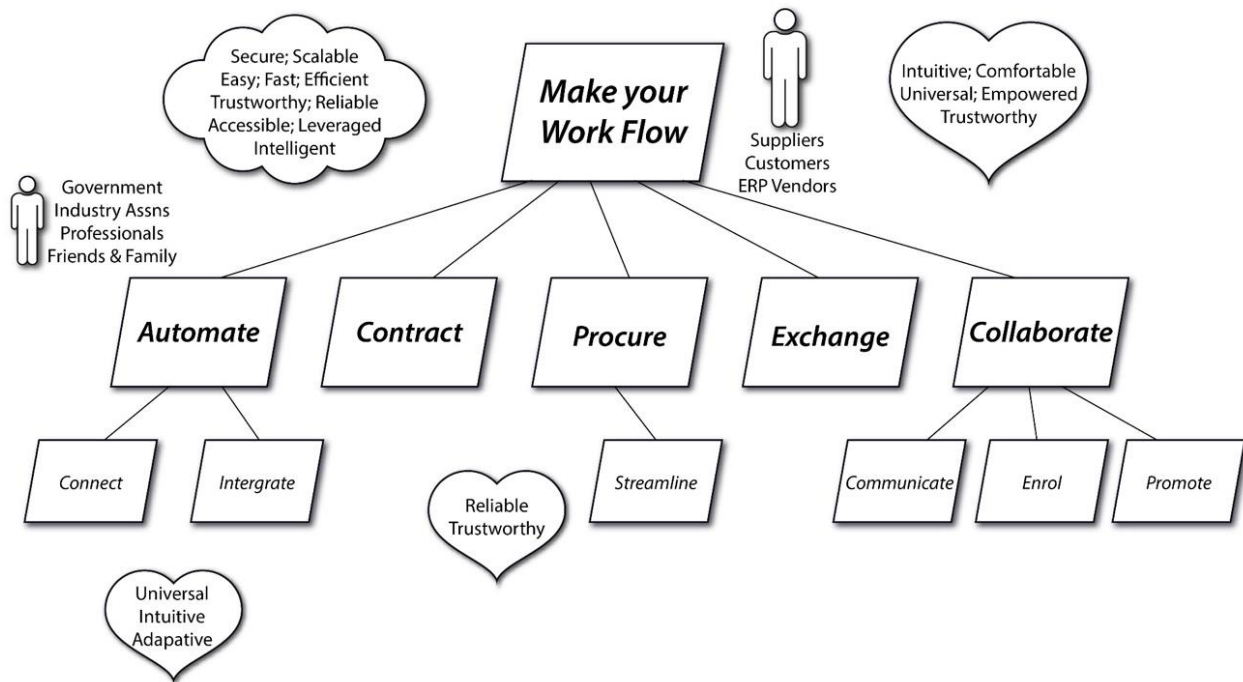 Secure; Scalable
Easy; Fast; Efficient
Trustworthy; Reliable
Accessible; Leveraged
Intelligent
Make your
Work Flow
Suppliers
Customers
ERP Vendors
Intuitive; Comfortable
Universal; Empowered
Trustworthy
Government
Industry Assns
Professionals
Friends & Family
Automate
Contract
Procure
Exchange
Collaborate
Connect
Intergrate
Streamline
Communicate
Enrol
Promote
Reliable
Trustworthy
Universal
Intuitive
Adapative